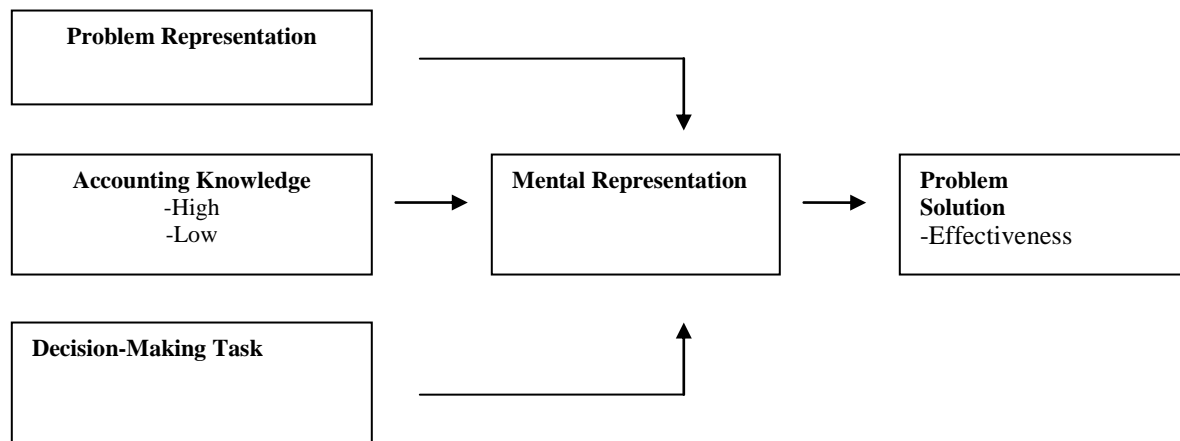 Problem Representation
Accounting Knowledge
-High
-Low
Mental Representation
Problem
Solution
-Effectiveness
Decision-Making Task